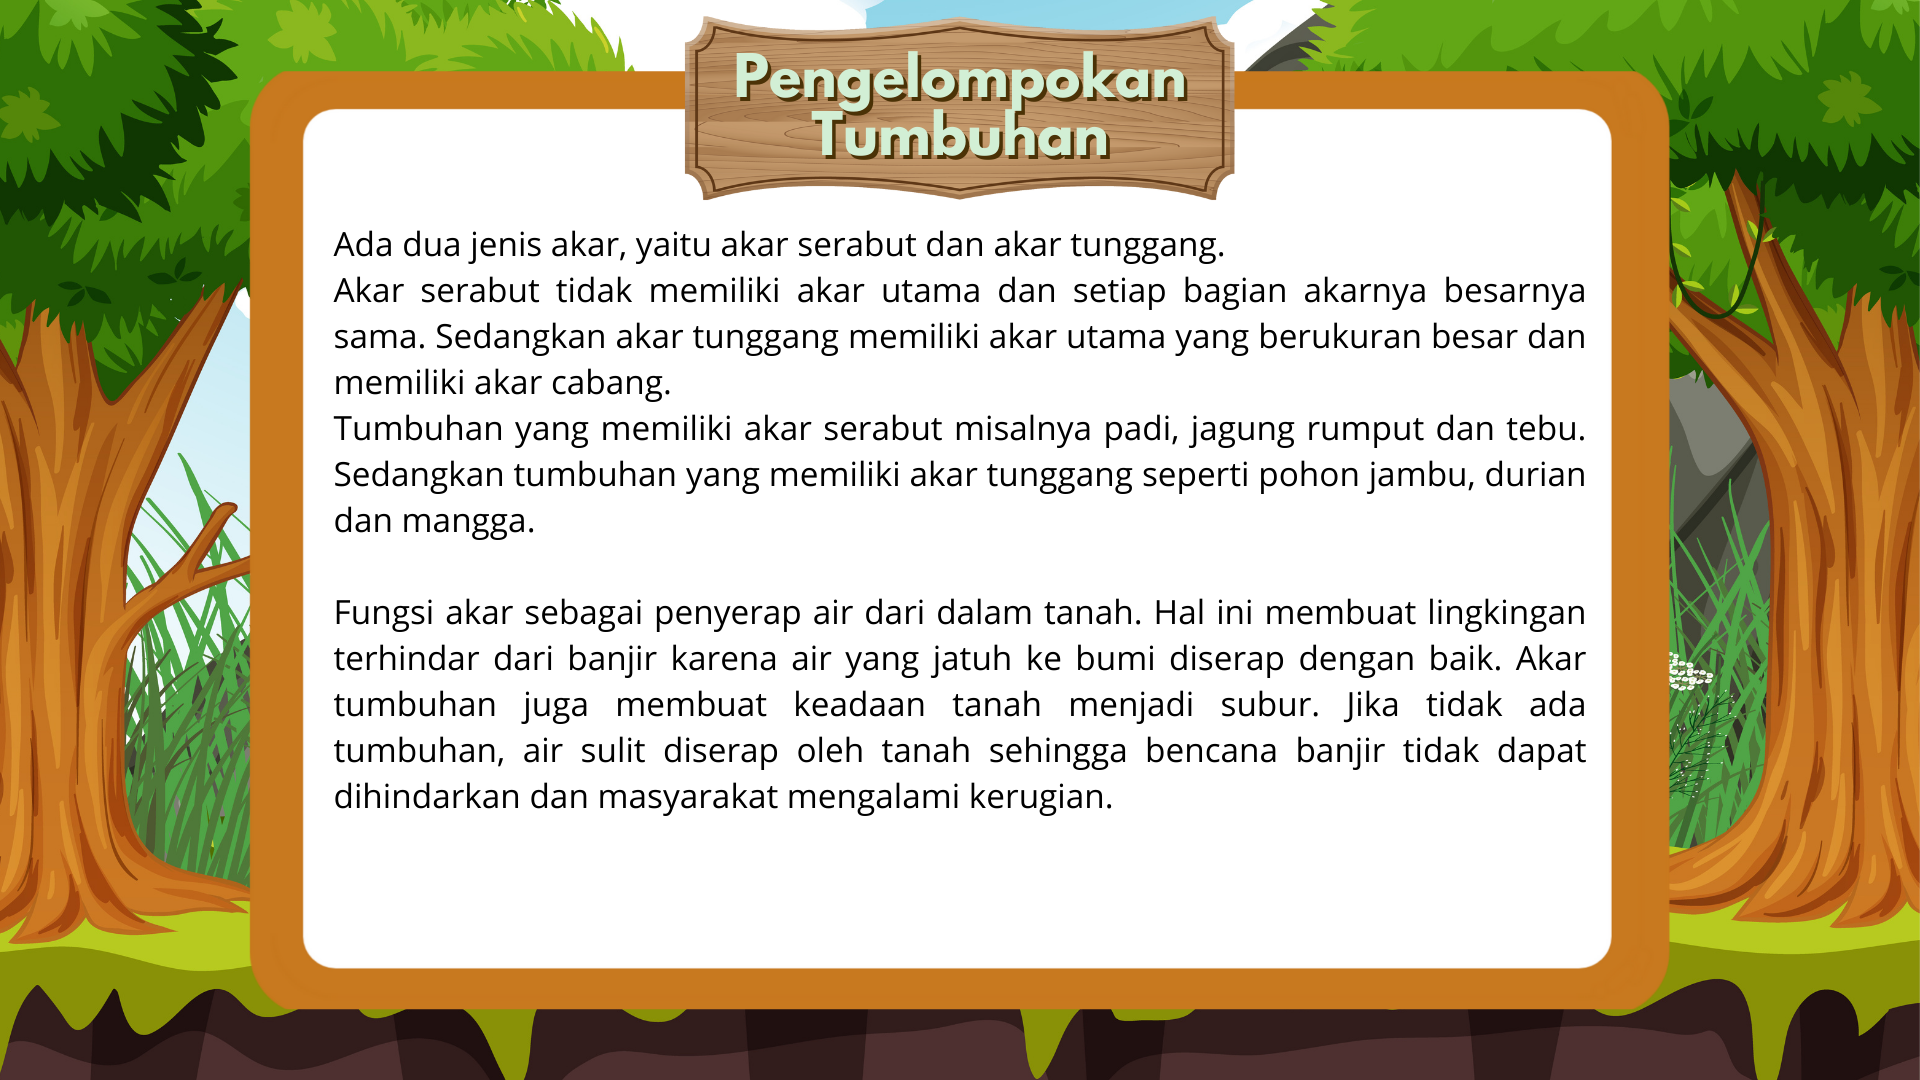 Pengelompokan
Tumbuhan
Ada dua jenis akar, yaitu akar serabut dan akar tunggang.
Akar serabut tidak memiliki akar utama dan setiap bagian akarnya besarnya
sama. Sedangkan akar tunggang memiliki akar utama yang berukuran besar dan
memiliki akar cabang.
Tumbuhan yang memiliki akar serabut misalnya padi, jagung rumput dan tebu.
Sedangkan tumbuhan yang memiliki akar tunggang seperti pohon jambu, durian
dan mangga.
Fungsi akar sebagai penyerap air dari dalam tanah. Hal ini membuat lingkingan
terhindar dari banjir karena air yang jatuh ke bumi diserap dengan baik. Akar
tumbuhan juga membuat keadaan tanah menjadi subur. Jika tidak ada
tumbuhan, air sulit diserap oleh tanah sehingga bencana banjir tidak dapat
dihindarkan dan masyarakat mengalami kerugian.